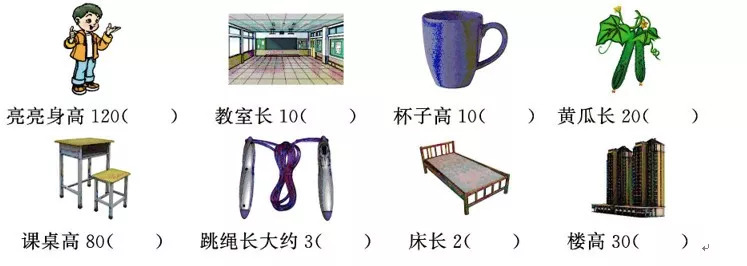 亮亮身高 120(    )    教室长 10(    )    杯子高 10(    )    黄瓜长 20(    )
课桌高 80(    )    跳绳长大约 3(    )    床长 2(    )    楼高 30(    )